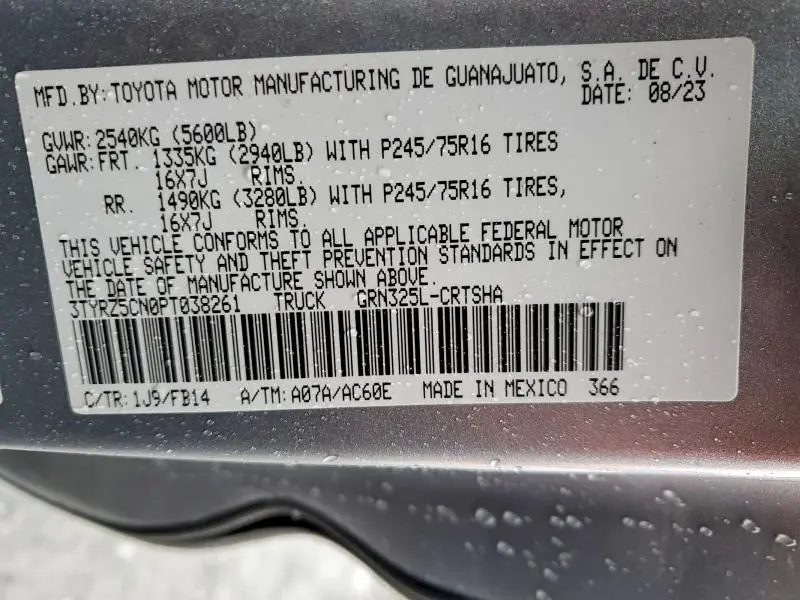 MFD.BY:TOYOTA MOTOR MANUFACTURING DE GUANAJUATO, S.A. DE C.V.
DATE: 08/23
GVWR:2540KG (5600LB)
GAWR:FRT. 1335KG (2940LB) WITH P245/75R16 TIRES
16X7J RIMS.
RR. 1490KG (3280LB) WITH P245/75R16 TIRES,
16X7J RIMS.
THIS VEHICLE CONFORMS TO ALL APPLICABLE FEDERAL MOTOR
VEHICLE SAFETY AND THEFT PREVENTION STANDARDS IN EFFECT ON
THE DATE OF MANUFACTURE SHOWN ABOVE.
3TYRZ5CN0PT038261 TRUCK GRN325L-CRTSHA
C/TR:1J9/FB14 A/TM:A07A/AC60E MADE IN MEXICO 366